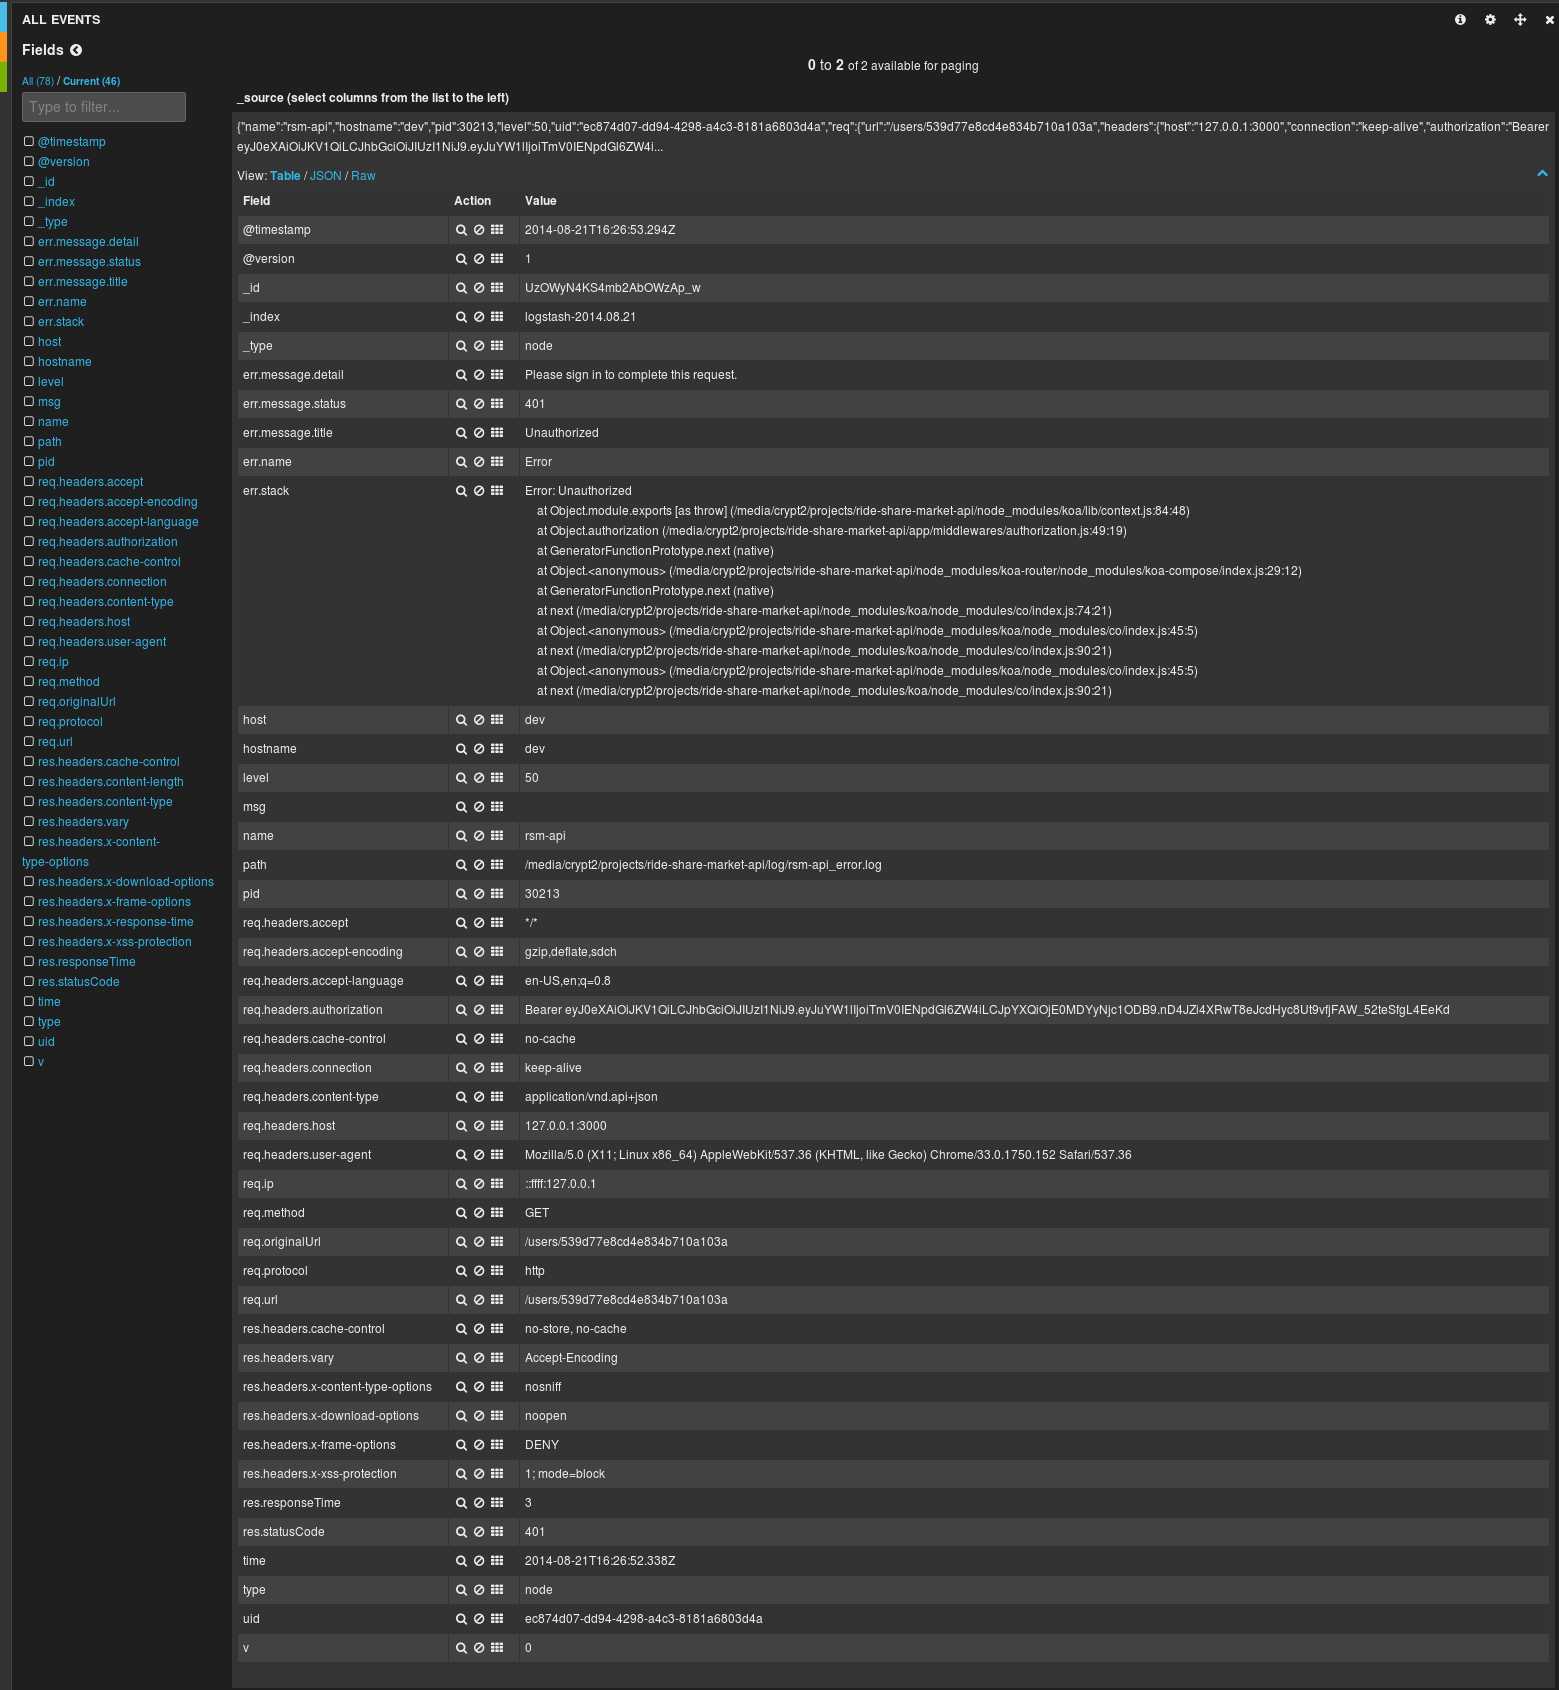 ALL EVENTS
Fields
0 to 2 of 2 available for paging
All (78) / Current (46)
Type to filter...
@timestamp
@version
_id
_index
_type
err.message.detail
err.message.status
err.message.title
err.name
err.stack
host
hostname
level
msg
name
path
pid
req.headers.accept
req.headers.accept-encoding
req.headers.accept-language
req.headers.authorization
req.headers.cache-control
req.headers.connection
req.headers.content-type
req.headers.host
req.headers.user-agent
req.ip
req.method
req.originalUrl
req.protocol
req.url
res.headers.cache-control
res.headers.content-length
res.headers.content-type
res.headers.vary
res.headers.x-content-
type-options
res.headers.x-download-options
res.headers.x-frame-options
res.headers.x-response-time
res.headers.x-xss-protection
res.responseTime
res.statusCode
time
type
uid
v
_source (select columns from the list to the left)
{"name":"rsm-api","hostname":"dev","pid":30213,"level":50,"uid":"ec874d07-dd94-4298-a4c3-8181a6803d4a","req":{"url":"/users/539d77e8cd4e834b710a103a","headers":{"host":"127.0.0.1:3000","connection":"keep-alive","authorization":"Bearer
eyJ0eXAiOiJKV1QiLCJhbGciOiJIUzI1NiJ9.eyJuYW1lIjoiTmV0IENpdGl6ZW4i...
View: Table / JSON / Raw
Field Action Value
@timestamp 2014-08-21T16:26:53.294Z
@version 1
_id UzOWyN4KS4mb2AbOWzAp_w
_index logstash-2014.08.21
_type node
err.message.detail Please sign in to complete this request.
err.message.status 401
err.message.title Unauthorized
err.name Error
err.stack Error: Unauthorized
at Object.module.exports [as throw] (/media/crypt2/projects/ride-share-market-api/node_modules/koa/lib/context.js:84:48)
at Object.authorization (/media/crypt2/projects/ride-share-market-api/app/middlewares/authorization.js:49:19)
at GeneratorFunctionPrototype.next (native)
at Object.<anonymous> (/media/crypt2/projects/ride-share-market-api/node_modules/koa-router/node_modules/koa-compose/index.js:29:12)
at GeneratorFunctionPrototype.next (native)
at next (/media/crypt2/projects/ride-share-market-api/node_modules/koa/node_modules/co/index.js:74:21)
at Object.<anonymous> (/media/crypt2/projects/ride-share-market-api/node_modules/koa/node_modules/co/index.js:45:5)
at next (/media/crypt2/projects/ride-share-market-api/node_modules/koa/node_modules/co/index.js:90:21)
at Object.<anonymous> (/media/crypt2/projects/ride-share-market-api/node_modules/koa/node_modules/co/index.js:45:5)
at next (/media/crypt2/projects/ride-share-market-api/node_modules/koa/node_modules/co/index.js:90:21)
host dev
hostname dev
level 50
msg
name rsm-api
path /media/crypt2/projects/ride-share-market-api/log/rsm-api_error.log
pid 30213
req.headers.accept */*
req.headers.accept-encoding gzip,deflate,sdch
req.headers.accept-language en-US,en;q=0.8
req.headers.authorization Bearer eyJ0eXAiOiJKV1QiLCJhbGciOiJIUzI1NiJ9.eyJuYW1lIjoiTmV0IENpdGl6ZW4iLCJpYXQiOjE0MDYyNjc1ODB9.nD4JZi4XRwT8eJcdHyc8Ut9vfjFAW_52teSfgL4EeKd
req.headers.cache-control no-cache
req.headers.connection keep-alive
req.headers.content-type application/vnd.api+json
req.headers.host 127.0.0.1:3000
req.headers.user-agent Mozilla/5.0 (X11; Linux x86_64) AppleWebKit/537.36 (KHTML, like Gecko) Chrome/33.0.1750.152 Safari/537.36
req.ip ::ffff:127.0.0.1
req.method GET
req.originalUrl /users/539d77e8cd4e834b710a103a
req.protocol http
req.url /users/539d77e8cd4e834b710a103a
res.headers.cache-control no-store, no-cache
res.headers.vary Accept-Encoding
res.headers.x-content-type-options nosniff
res.headers.x-download-options noopen
res.headers.x-frame-options DENY
res.headers.x-xss-protection 1; mode=block
res.responseTime 3
res.statusCode 401
time 2014-08-21T16:26:52.338Z
type node
uid ec874d07-dd94-4298-a4c3-8181a6803d4a
v 0